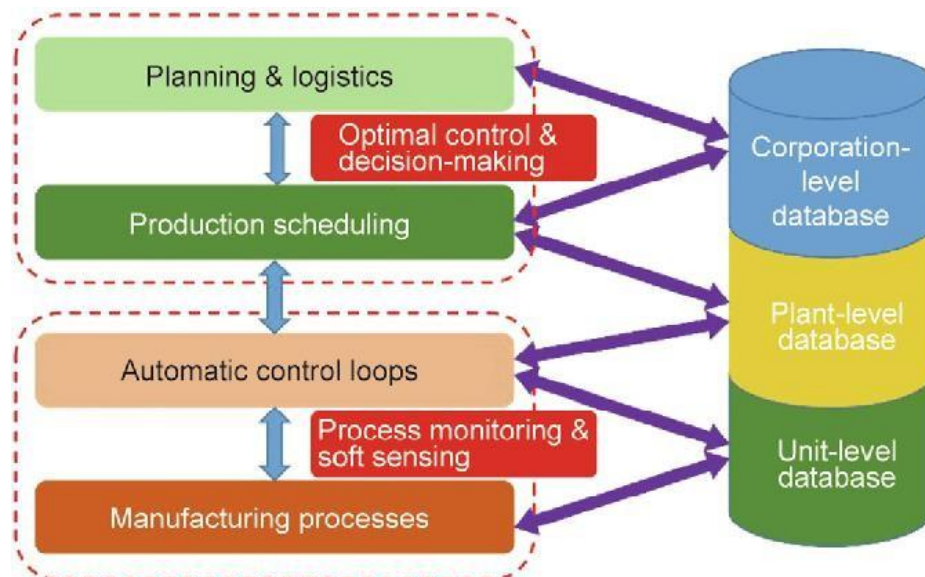 Planning & logistics
Optimal control &
decision-making
Production scheduling
Automatic control loops
Process monitoring &
soft sensing
Manufacturing processes
Corporation-
level
database
Plant-level
database
Unit-level
database